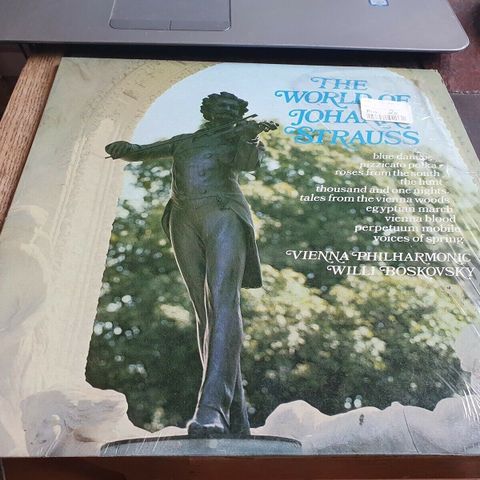 THE
WORLD OF
JOHANN
STRAUSS
blue danube
pizzicato polka
roses from the south
the hunt
thousand and one nights
tales from the vienna woods
egyptian march
vienna blood
perpetuum mobile
voices of spring
VIENNA PHILHARMONIC
WILLI BOSKOVSKY